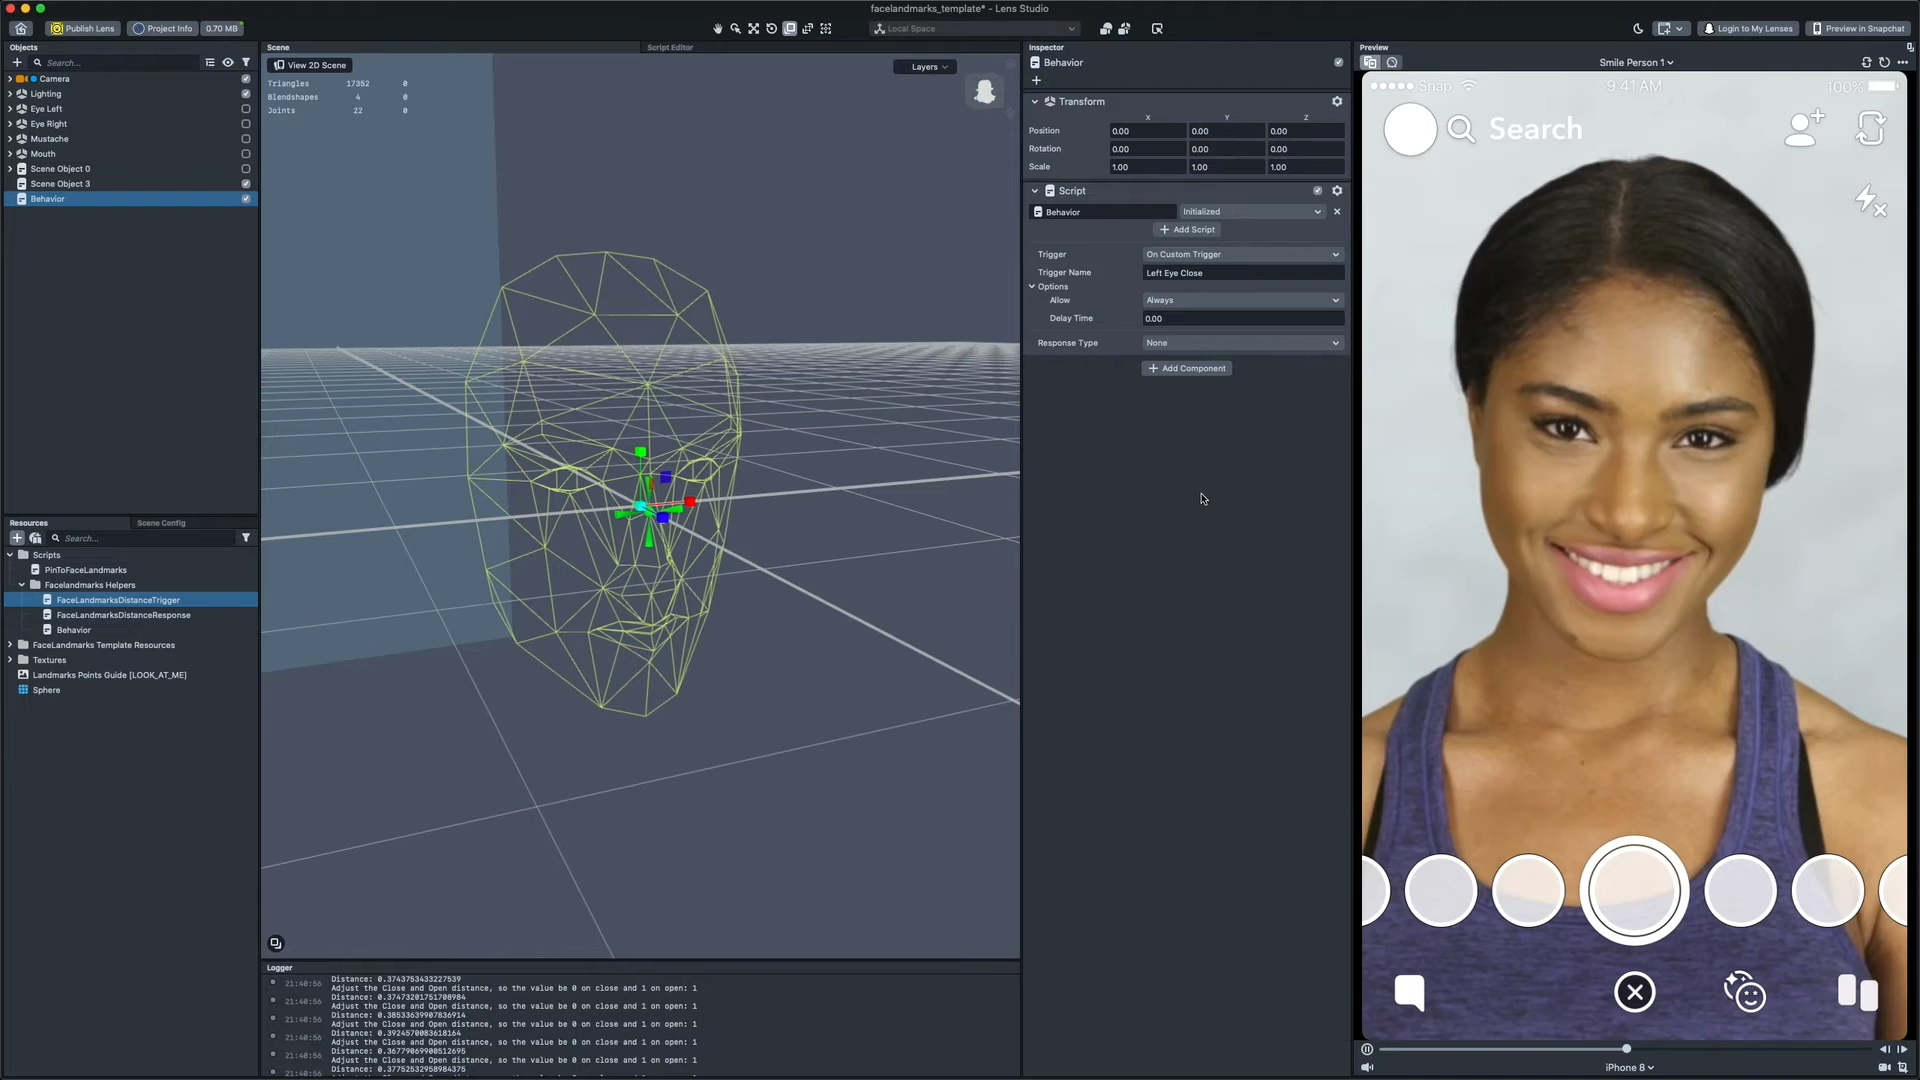 facelandmarks_template* - Lens Studio
Publish Lens
Project Info
0.70 MB
Local Space
Login to My Lenses
Preview in Snapchat
Objects
Search...
Camera
Lighting
Eye Left
Eye Right
Mustache
Mouth
Scene Object 0
Scene Object 3
Behavior
Resources
Scene Config
Search...
Scripts
PinToFaceLandmarks
Facelandmarks Helpers
FaceLandmarksDistanceTrigger
FaceLandmarksDistanceResponse
Behavior
FaceLandmarks Template Resources
Textures
Landmarks Points Guide [LOOK_AT_ME]
Sphere
Scene
Script Editor
View 2D Scene
Layers
Triangles 17352 0
Blendshapes 4 0
Joints 22 0
Logger
Distance: 0.3743753433227539
21:40:56 Adjust the Close and Open distance, so the value be 0 on close and 1 on open: 1
Distance: 0.374732017517089​84
21:40:56 Adjust the Close and Open distance, so the value be 0 on close and 1 on open: 1
Distance: 0.38533639907836914
21:40:56 Adjust the Close and Open distance, so the value be 0 on close and 1 on open: 1
Distance: 0.3924570083618164
21:40:56 Adjust the Close and Open distance, so the value be 0 on close and 1 on open: 1
Distance: 0.36779069900512695
21:40:56 Adjust the Close and Open distance, so the value be 0 on close and 1 on open: 1
Distance: 0.37752532958984375
21:40:56
Inspector
Behavior
Transform
X Y Z
Position 0.00 0.00 0.00
Rotation 0.00 0.00 0.00
Scale 1.00 1.00 1.00
Script
Behavior Initialized
Add Script
Trigger On Custom Trigger
Trigger Name Left Eye Close
Options
Allow Always
Delay Time 0.00
Response Type None
Add Component
Preview
Smile Person 1
Snap 9:41 AM 100%
Search
iPhone 8